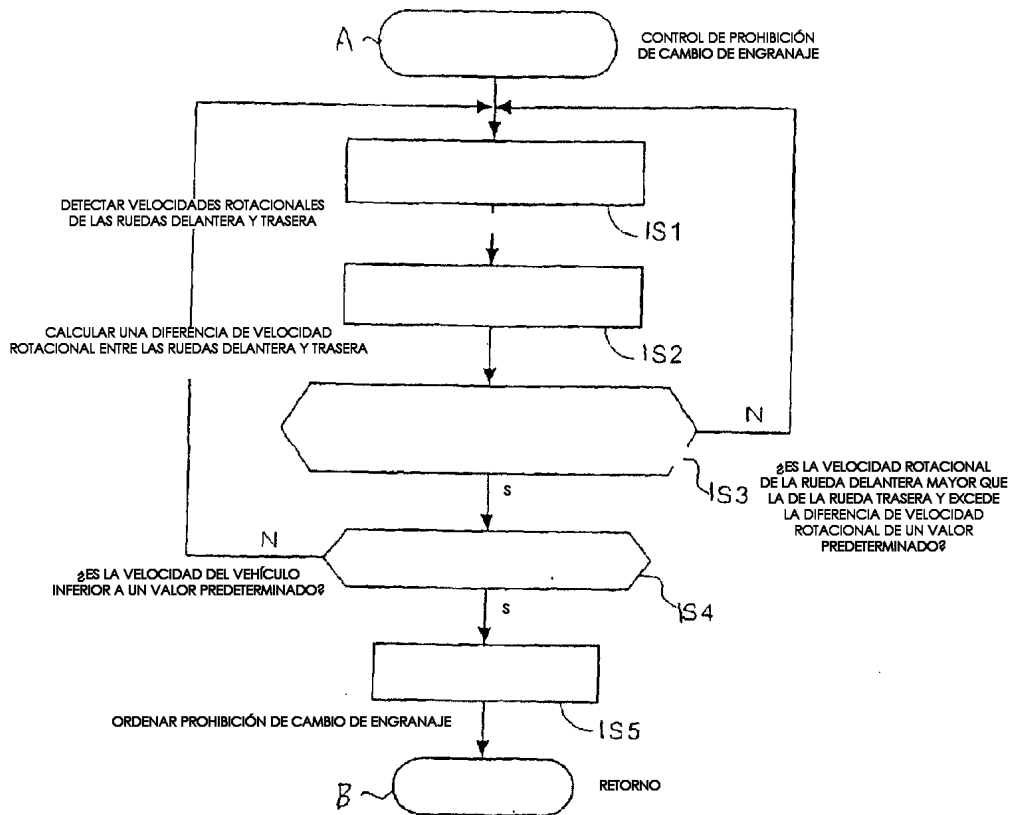 A
CONTROL DE PROHIBICIÓN
DE CAMBIO DE ENGRANAJE
DETECTAR VELOCIDADES ROTACIONALES
DE LAS RUEDAS DELANTERA Y TRASERA
IS1
CALCULAR UNA DIFERENCIA DE VELOCIDAD
ROTACIONAL ENTRE LAS RUEDAS DELANTERA Y TRASERA
IS2
N
IS3
¿ES LA VELOCIDAD ROTACIONAL
DE LA RUEDA DELANTERA MAYOR QUE
LA DE LA RUEDA TRASERA Y EXCEDE
LA DIFERENCIA DE VELOCIDAD
ROTACIONAL DE UN VALOR
PREDETERMINADO?
S
N
¿ES LA VELOCIDAD DEL VEHÍCULO
INFERIOR A UN VALOR PREDETERMINADO?
IS4
S
ORDENAR PROHIBICIÓN DE CAMBIO DE ENGRANAJE
IS5
B
RETORNO